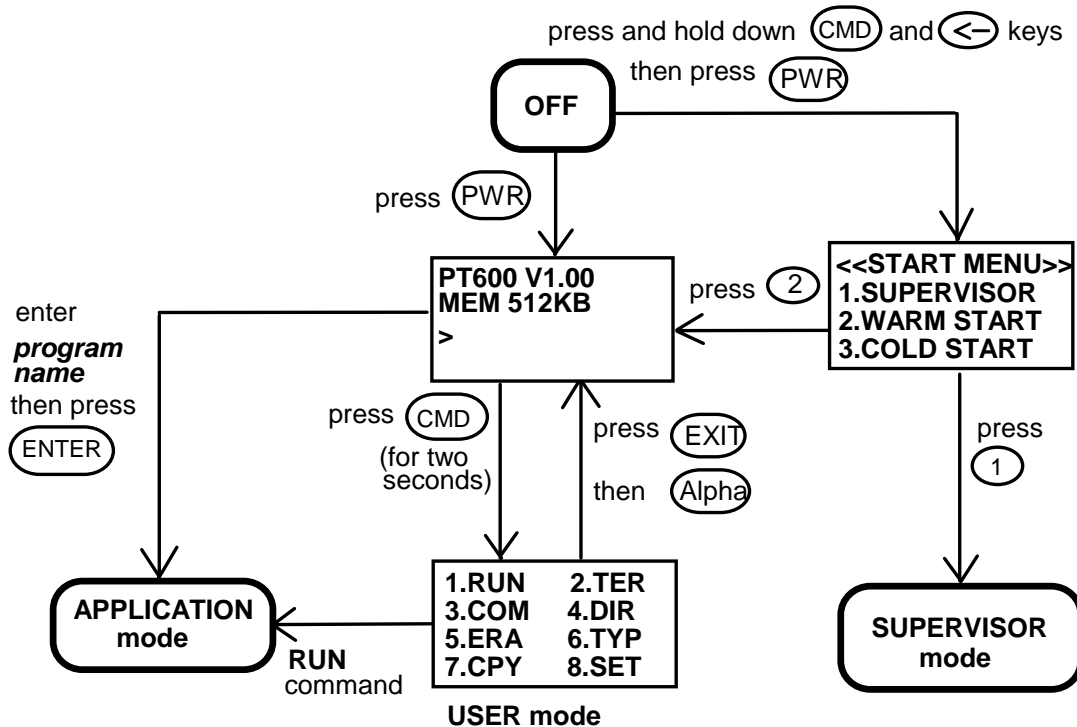 press and hold down CMD and <– keys
then press PWR
OFF
press PWR
PT600 V1.00
MEM 512KB
>
press 2
<<START MENU>>
1.SUPERVISOR
2.WARM START
3.COLD START
enter
program
name
then press
ENTER
press CMD
(for two
seconds)
press EXIT
then Alpha
press
1
APPLICATION
mode
RUN
command
1.RUN 2.TER
3.COM 4.DIR
5.ERA 6.TYP
7.CPY 8.SET
USER mode
SUPERVISOR
mode